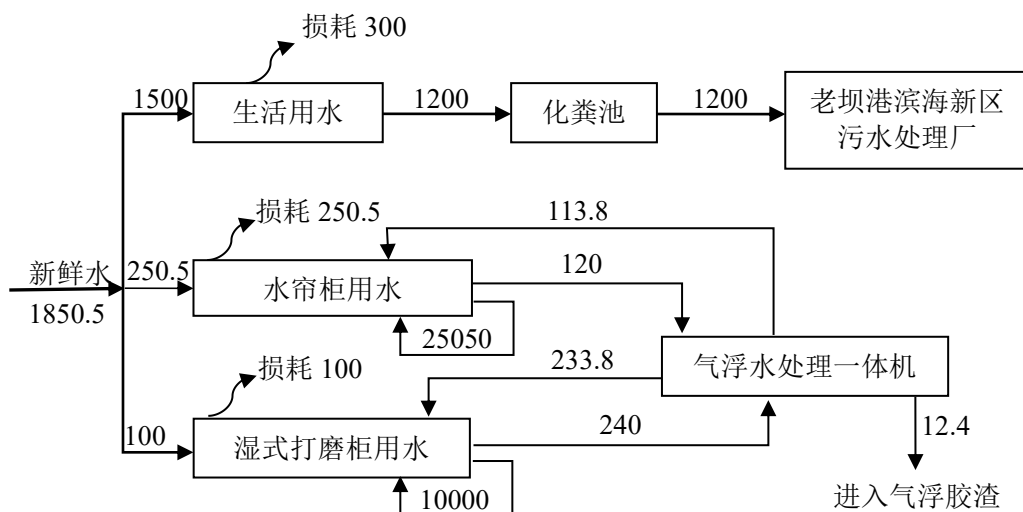 损耗 300
1500
生活用水
1200
化粪池
1200
老坝港滨海新区
污水处理厂
损耗 250.5
113.8
新鲜水
250.5
水帘柜用水
120
1850.5
25050
损耗 100
233.8
气浮水处理一体机
100
湿式打磨柜用水
240
12.4
10000
进入气浮胶渣